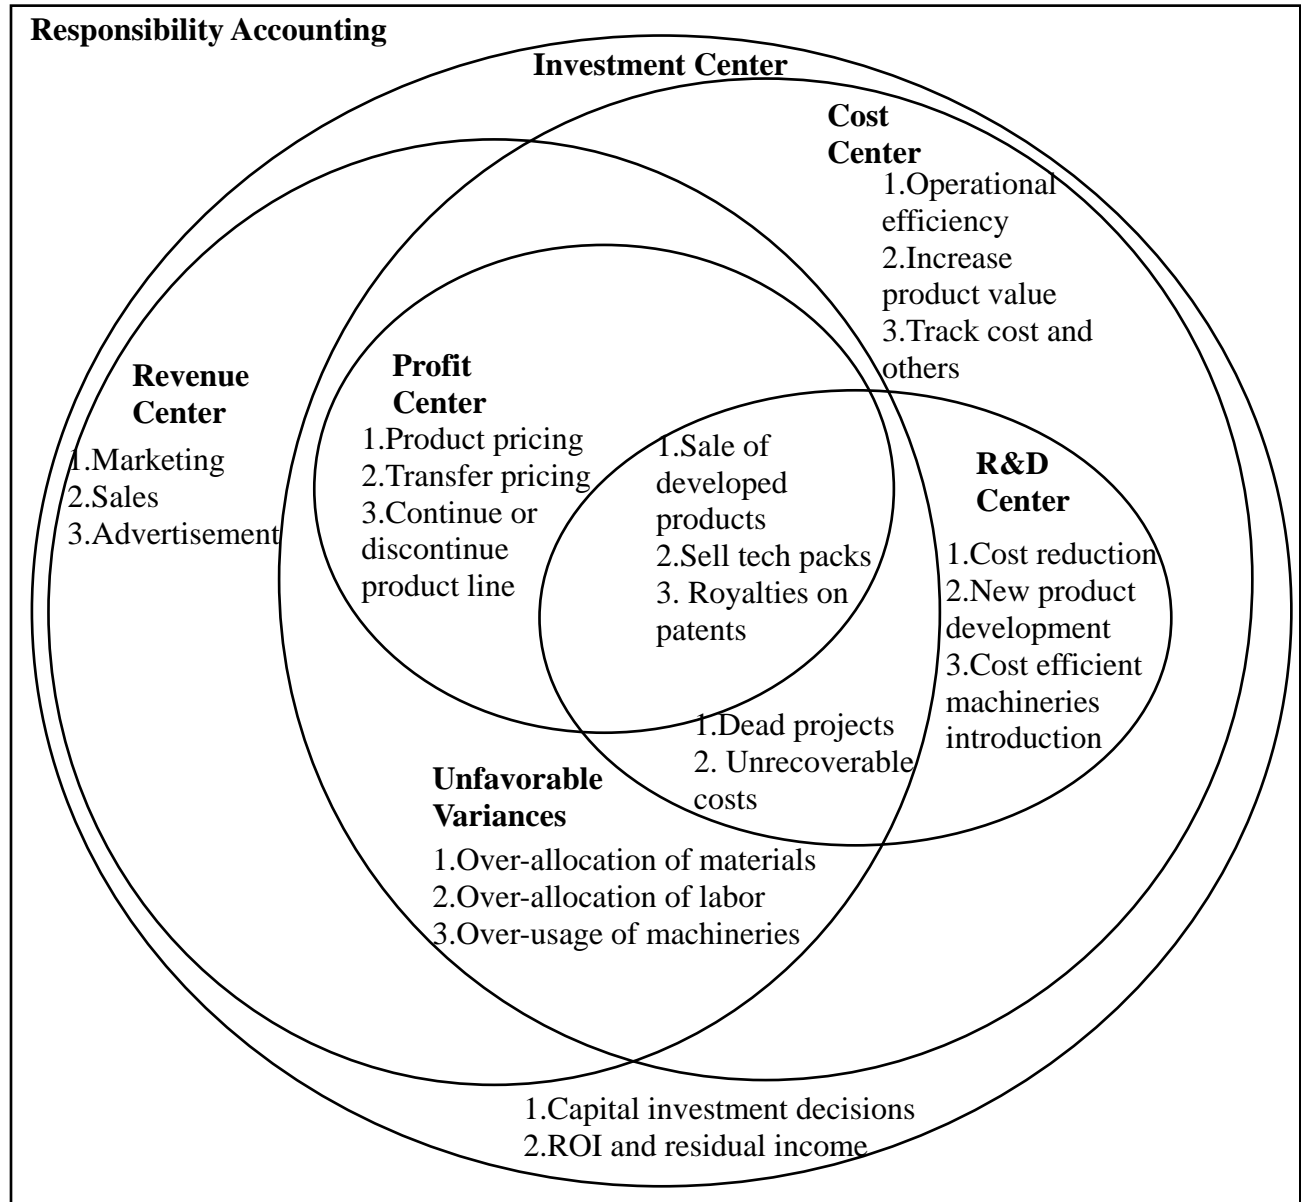 Responsibility Accounting
Investment Center
Cost
Center
1.Operational
efficiency
2.Increase
product value
3.Track cost and
others
Revenue
Center
1.Marketing
2.Sales
3.Advertisement
Profit
Center
1.Product pricing
2.Transfer pricing
3.Continue or
discontinue
product line
1.Sale of
developed
products
2.Sell tech packs
3. Royalties on
patents
R&D
Center
1.Cost reduction
2.New product
development
3.Cost efficient
machineries
introduction
1.Dead projects
2. Unrecoverable
costs
Unfavorable
Variances
1.Over-allocation of materials
2.Over-allocation of labor
3.Over-usage of machineries
1.Capital investment decisions
2.ROI and residual income